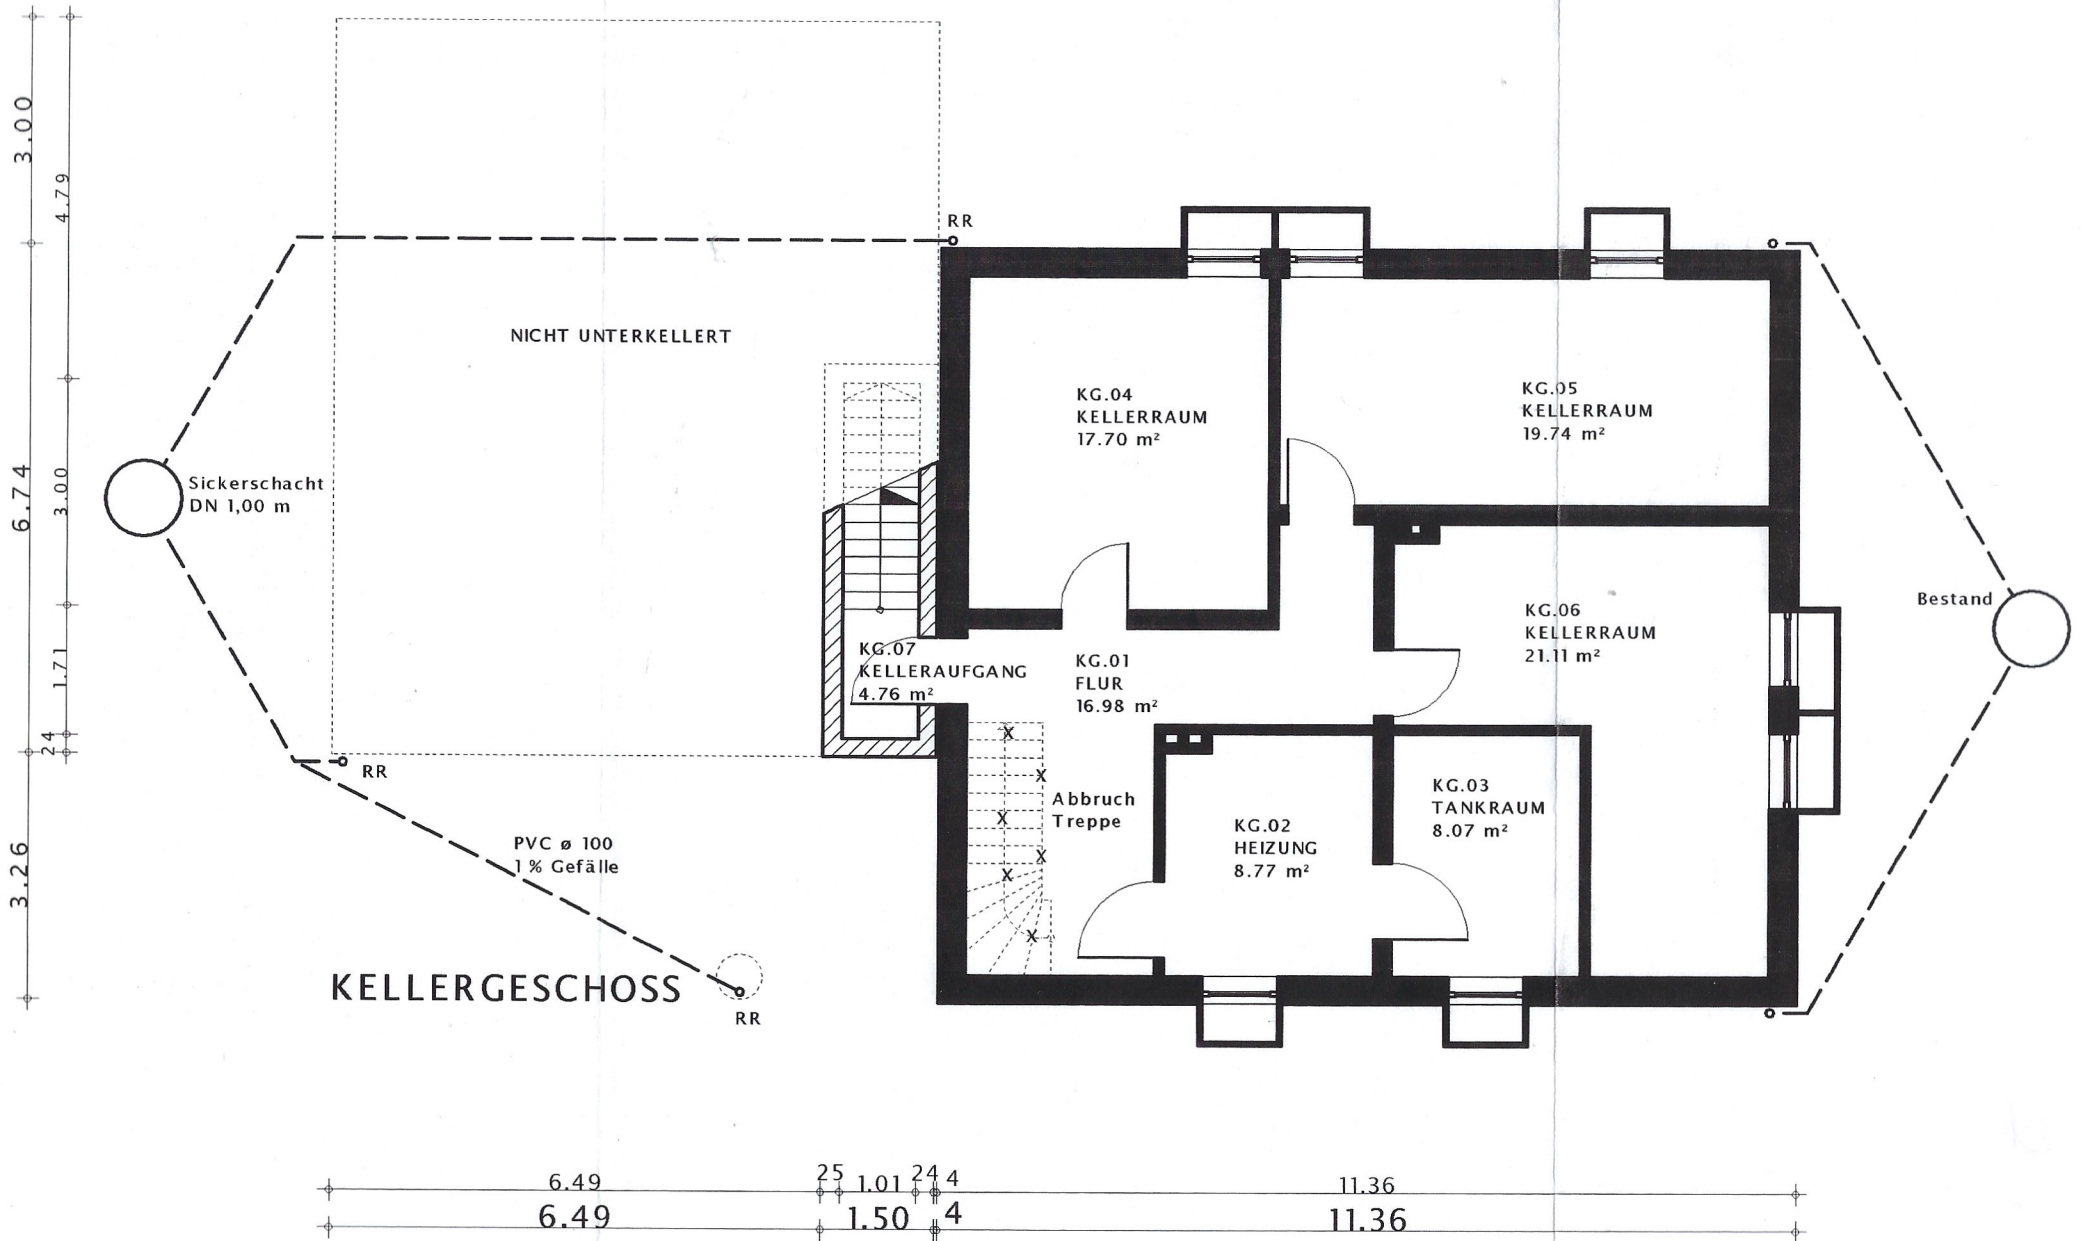 3.00
4.79
6.74
3.00
1.71
24
3.26
RR
NICHT UNTERKELLERT
Sickerschacht
DN 1,00 m
KG.04
KELLERRAUM
17.70 m²
KG.05
KELLERRAUM
19.74 m²
Bestand
KG.06
KELLERRAUM
21.11 m²
KG.07
KELLERAUFGANG
4.76 m²
KG.01
FLUR
16.98 m²
RR
Abbruch
Treppe
X
X
X
X
X
X
KG.02
HEIZUNG
8.77 m²
KG.03
TANKRAUM
8.07 m²
PVC ø 100
1 % Gefälle
KELLERGESCHOSS
RR
6.49 25 1.01 24 4 11.36
6.49 1.50 4 11.36